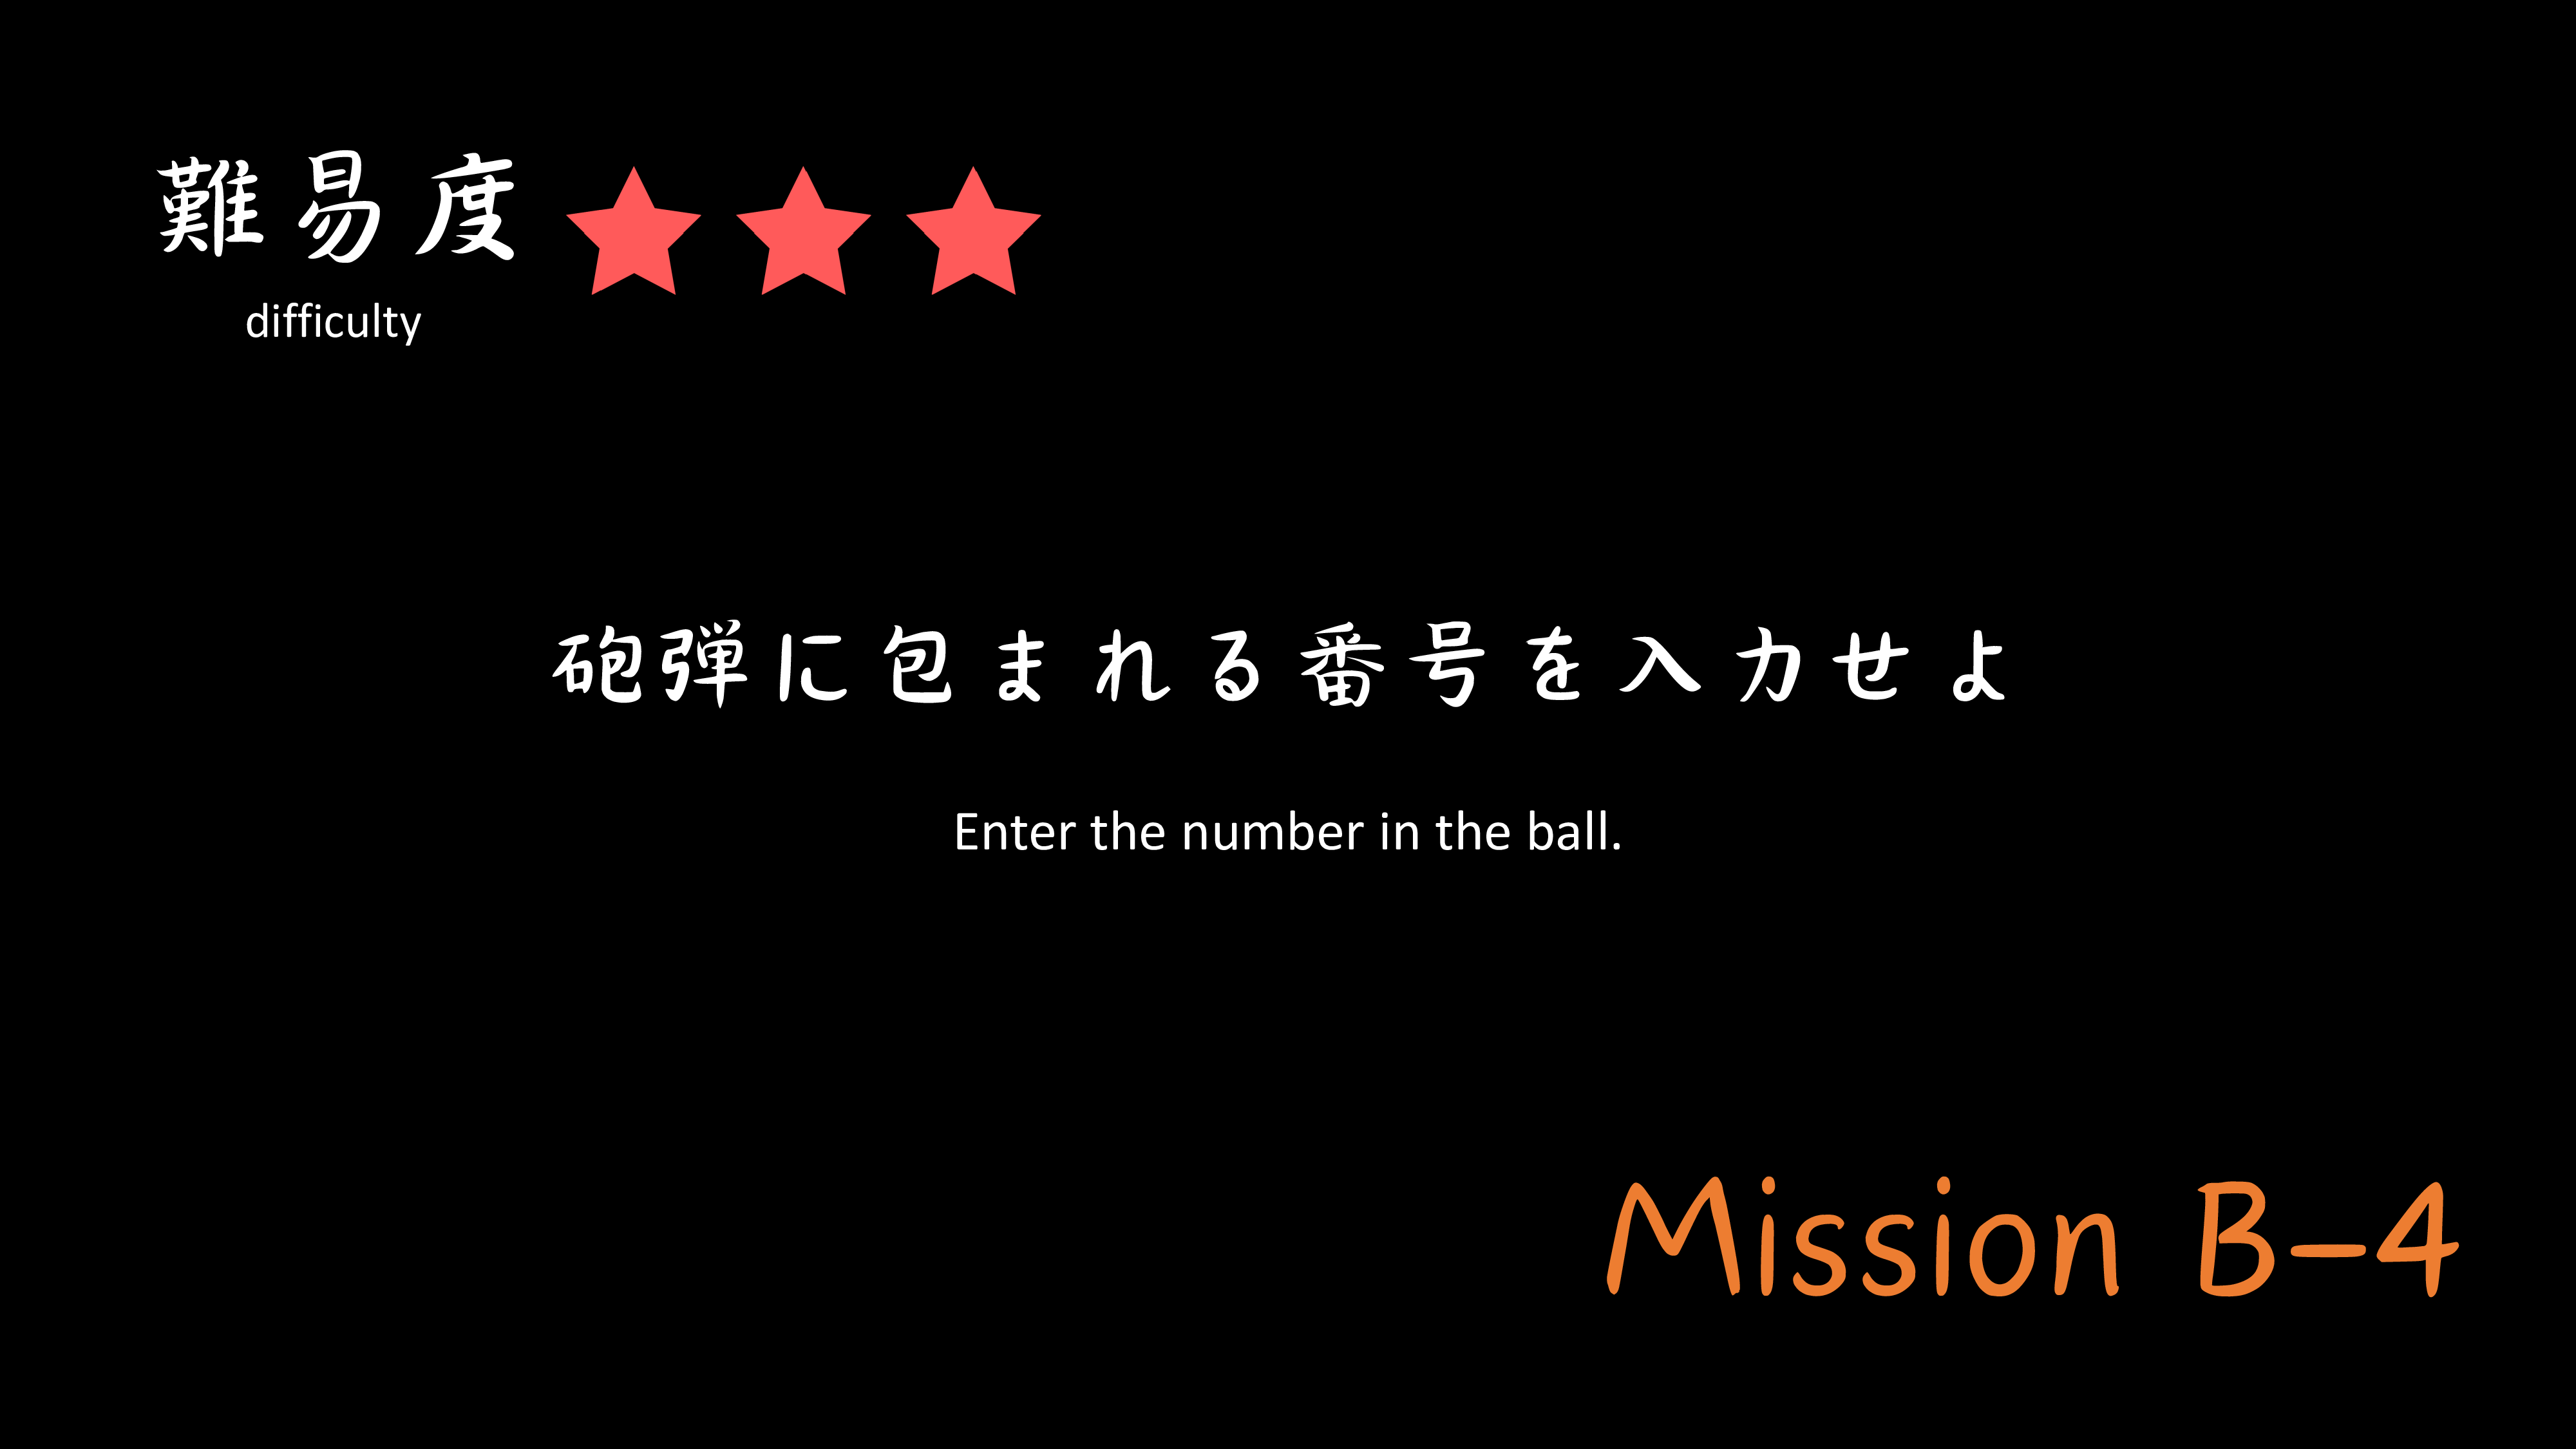 難易度 ★★★
difficulty
砲弾に包まれる番号を入力せよ
Enter the number in the ball.
Mission B-4